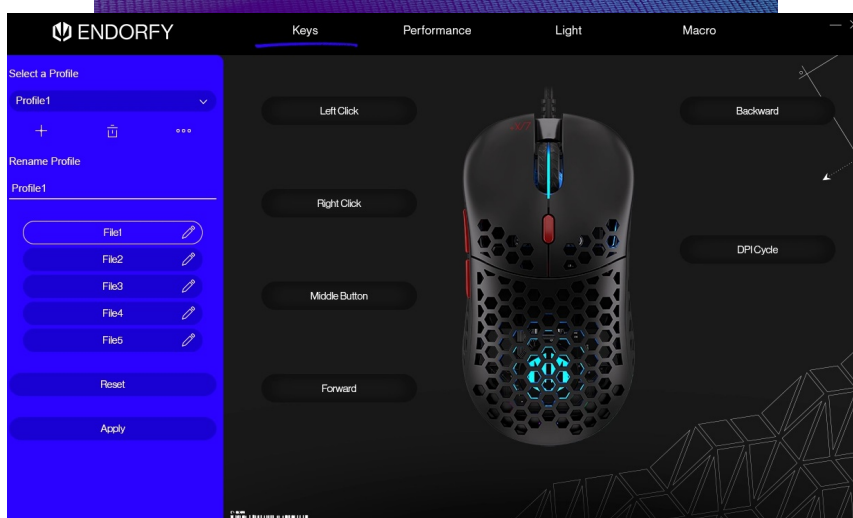 ENDORFY
Keys
Performance
Light
Macro
Select a Profile
Profile1
Rename Profile
Profile1
File1
File2
File3
File4
File5
Reset
Apply
Left Click
Right Click
Middle Button
Forward
Backward
DPI Cycle